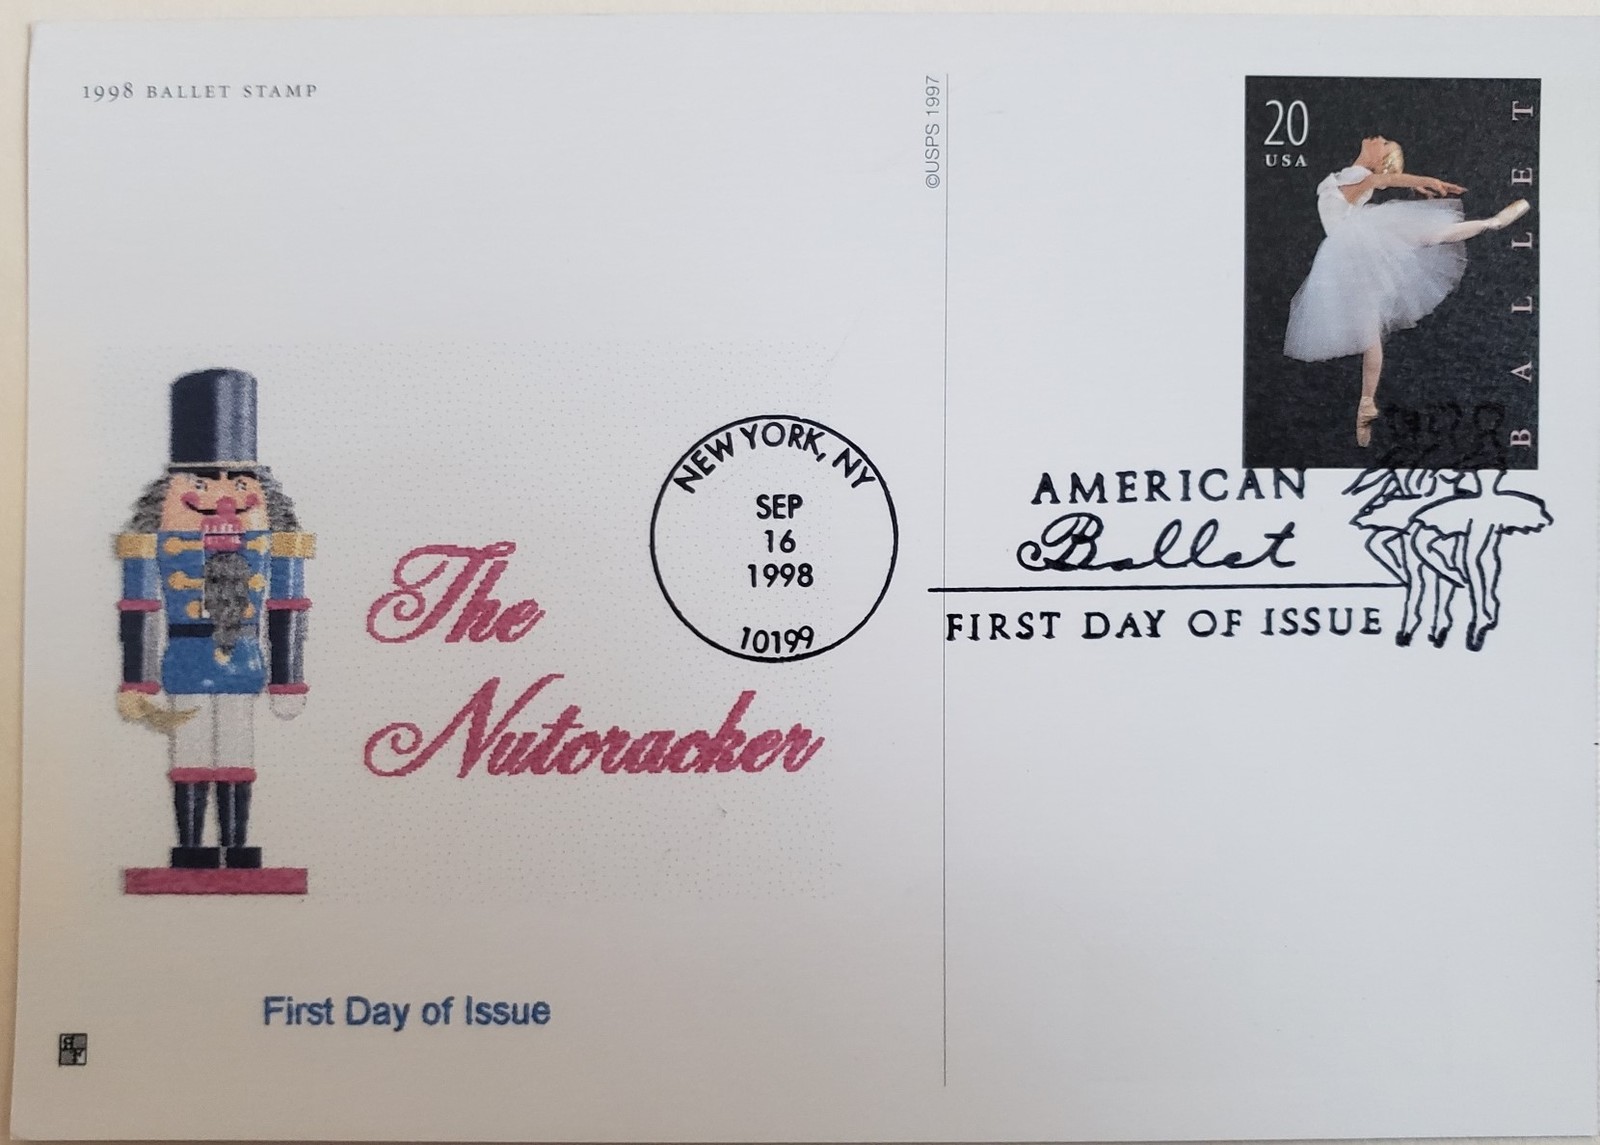 1998 BALLET STAMP
©USPS 1997
20
USA
BALLET
NEW YORK, NY
SEP
16
1998
10199
AMERICAN
Ballet
FIRST DAY OF ISSUE
The
Nutcracker
First Day of Issue